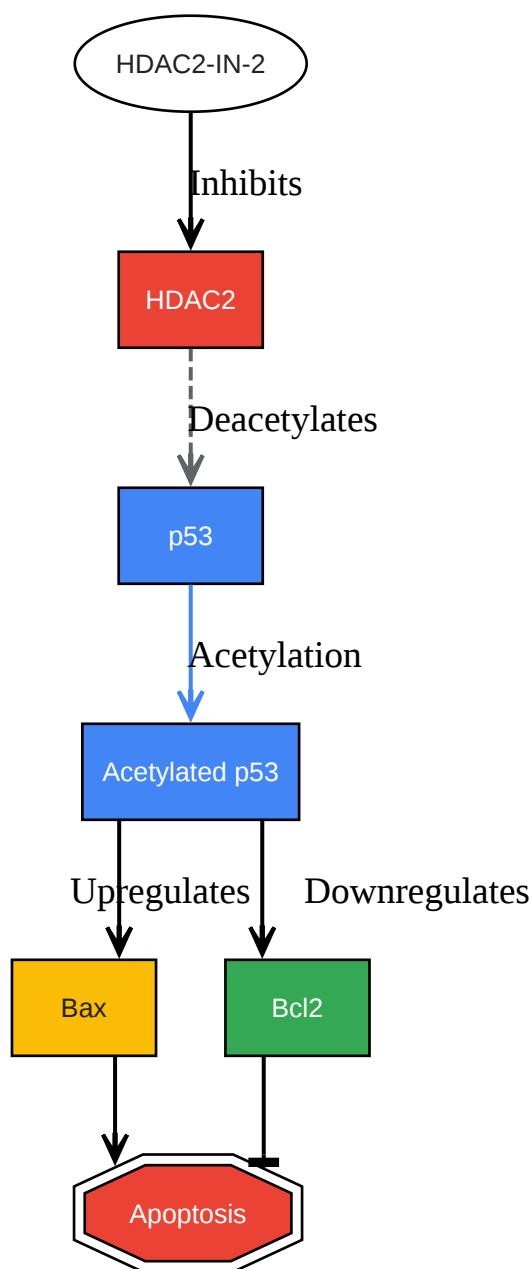 HDAC2-IN-2
Inhibits
HDAC2
Deacetylates
p53
Acetylation
Acetylated p53
Upregulates
Downregulates
Bax
Bcl2
Apoptosis